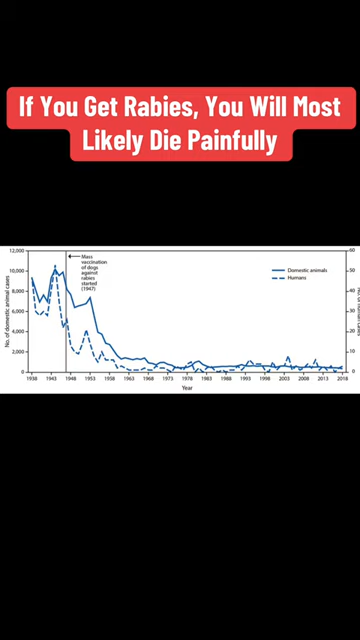 If You Get Rabies, You Will Most
Likely Die Painfully
12,000
10,000
8,000
6,000
4,000
2,000
0
No. of domestic animal cases
Mass
vaccination
of dogs
against
rabies
started
(1947)
Domestic animals
Humans
60
50
40
30
20
10
0
1938 1943 1948 1953 1958 1963 1968 1973 1978 1983 1988 1993 1998 2003 2008 2013 2018
Year